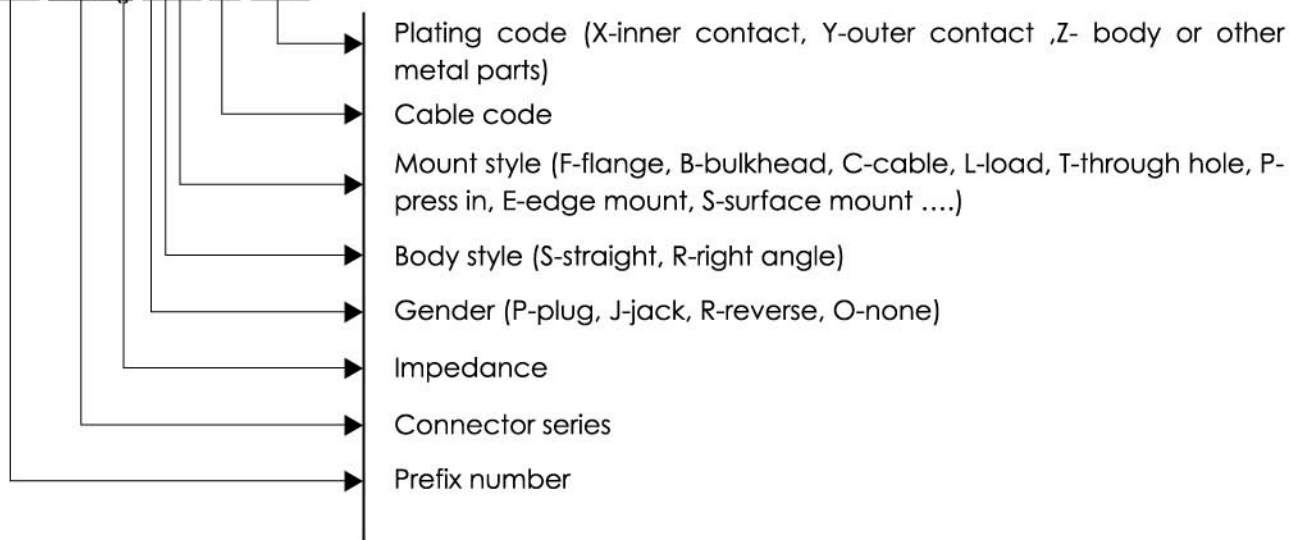 Plating code (X-inner contact, Y-outer contact ,Z- body or other
metal parts)
Cable code
Mount style (F-flange, B-bulkhead, C-cable, L-load, T-through hole, P-
press in, E-edge mount, S-surface mount ....)
Body style (S-straight, R-right angle)
Gender (P-plug, J-jack, R-reverse, O-none)
Impedance
Connector series
Prefix number